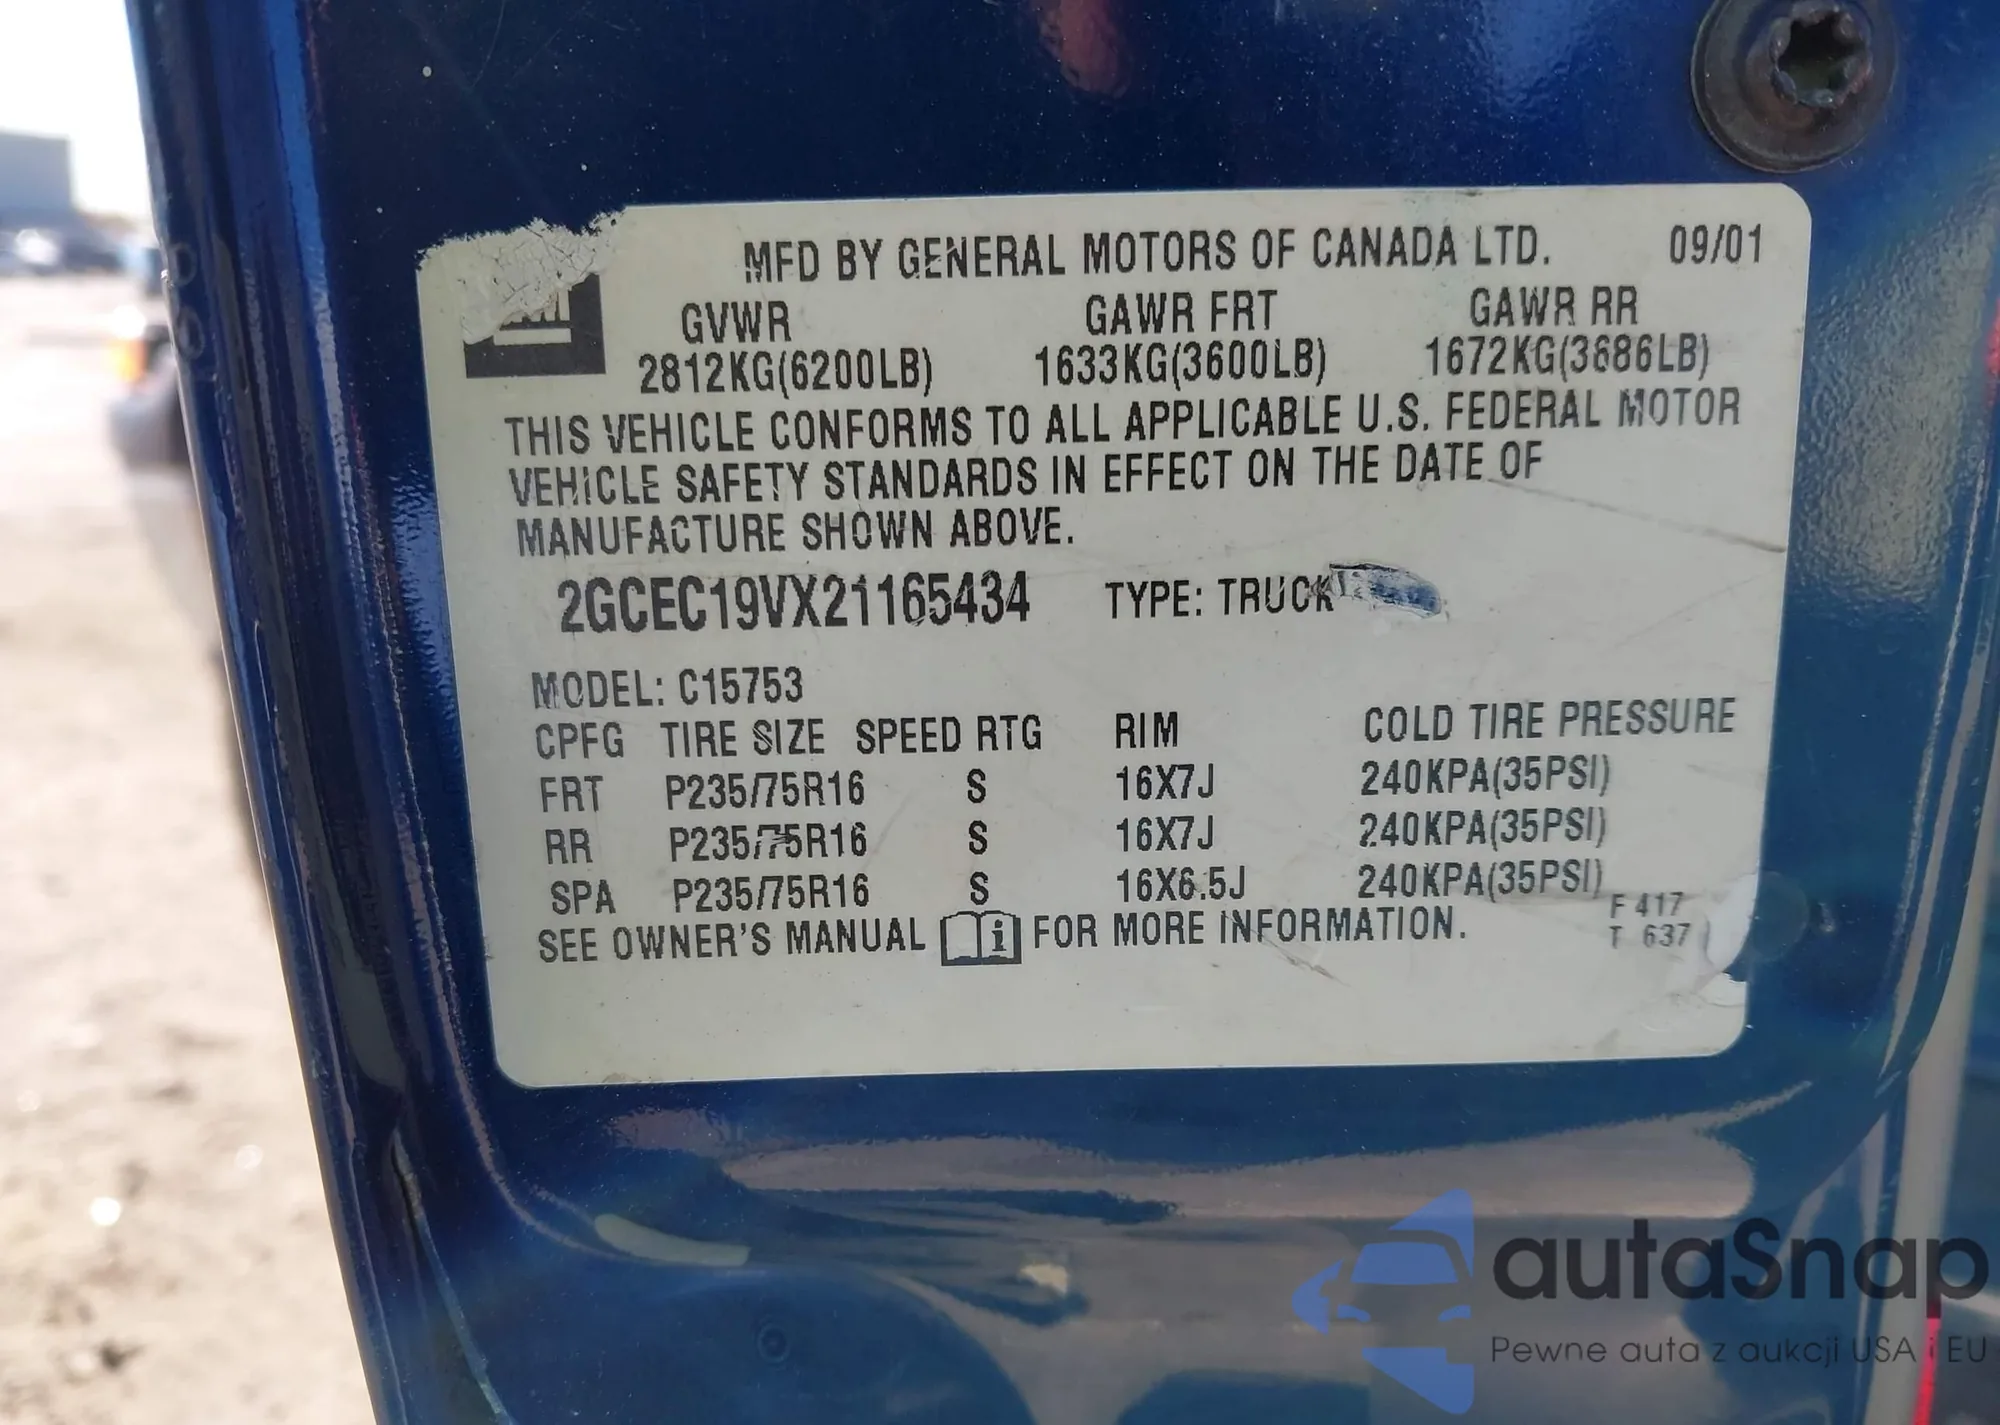 MFD BY GENERAL MOTORS OF CANADA LTD. 09/01
GVWR GAWR FRT GAWR RR
2812KG(6200LB) 1633KG(3600LB) 1672KG(3686LB)
THIS VEHICLE CONFORMS TO ALL APPLICABLE U.S. FEDERAL MOTOR
VEHICLE SAFETY STANDARDS IN EFFECT ON THE DATE OF
MANUFACTURE SHOWN ABOVE.
2GCEC19VX21165434 TYPE: TRUCK
MODEL: C15753
CPFG TIRE SIZE SPEED RTG RIM COLD TIRE PRESSURE
FRT P235/75R16 S 16X7J 240KPA(35PSI)
RR P235/75R16 S 16X7J 240KPA(35PSI)
SPA P235/75R16 S 16X6.5J 240KPA(35PSI)
SEE OWNER'S MANUAL i FOR MORE INFORMATION.
F 417
T 637
autaSnap
Pewne auta z aukcji USA i EU